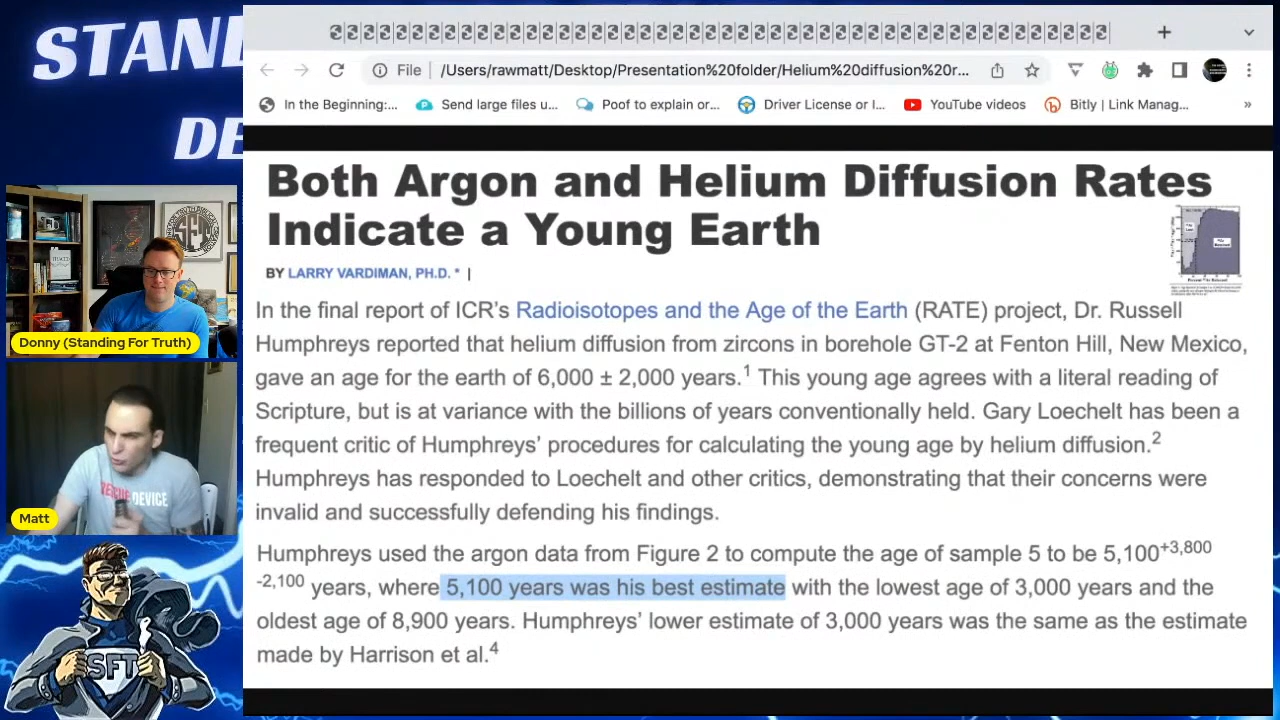 STAND
DE
File
/Users/rawmatt/Desktop/Presentation%20folder/Helium%20diffusion%20r...
In the Beginning:...
Send large files u...
Poof to explain or...
Driver License or I...
YouTube videos
Bitly | Link Manag...
»
Both Argon and Helium Diffusion Rates
Indicate a Young Earth
BY LARRY VARDIMAN, PH.D. * |
In the final report of ICR's Radioisotopes and the Age of the Earth (RATE) project, Dr. Russell
Humphreys reported that helium diffusion from zircons in borehole GT-2 at Fenton Hill, New Mexico,
gave an age for the earth of 6,000 ± 2,000 years.1 This young age agrees with a literal reading of
Scripture, but is at variance with the billions of years conventionally held. Gary Loechelt has been a
frequent critic of Humphreys' procedures for calculating the young age by helium diffusion.2
Humphreys has responded to Loechelt and other critics, demonstrating that their concerns were
invalid and successfully defending his findings.
Humphreys used the argon data from Figure 2 to compute the age of sample 5 to be 5,100+3,800
-2,100 years, where 5,100 years was his best estimate with the lowest age of 3,000 years and the
oldest age of 8,900 years. Humphreys' lower estimate of 3,000 years was the same as the estimate
made by Harrison et al.4
SFT
Donny (Standing For Truth)
RESCUE DEVICE
Matt
SFT